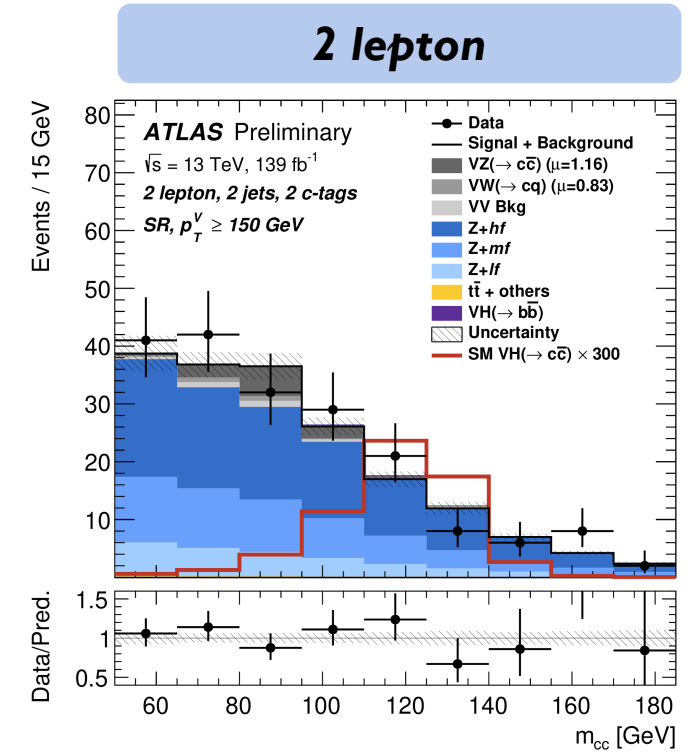 2 lepton
Events / 15 GeV
80
70
60
50
40
30
20
10
ATLAS Preliminary
√s = 13 TeV, 139 fb⁻¹
2 lepton, 2 jets, 2 c-tags
SR, p_T^V ≥ 150 GeV
Data
Signal + Background
VZ(→ cc̅) (μ=1.16)
VW(→ cq) (μ=0.83)
VV Bkg
Z+hf
Z+mf
Z+lf
tt̅ + others
VH(→ bb̅)
Uncertainty
SM VH(→ cc̅) × 300
Data/Pred.
1.5
1
0.5
60 80 100 120 140 160 180
m_cc [GeV]